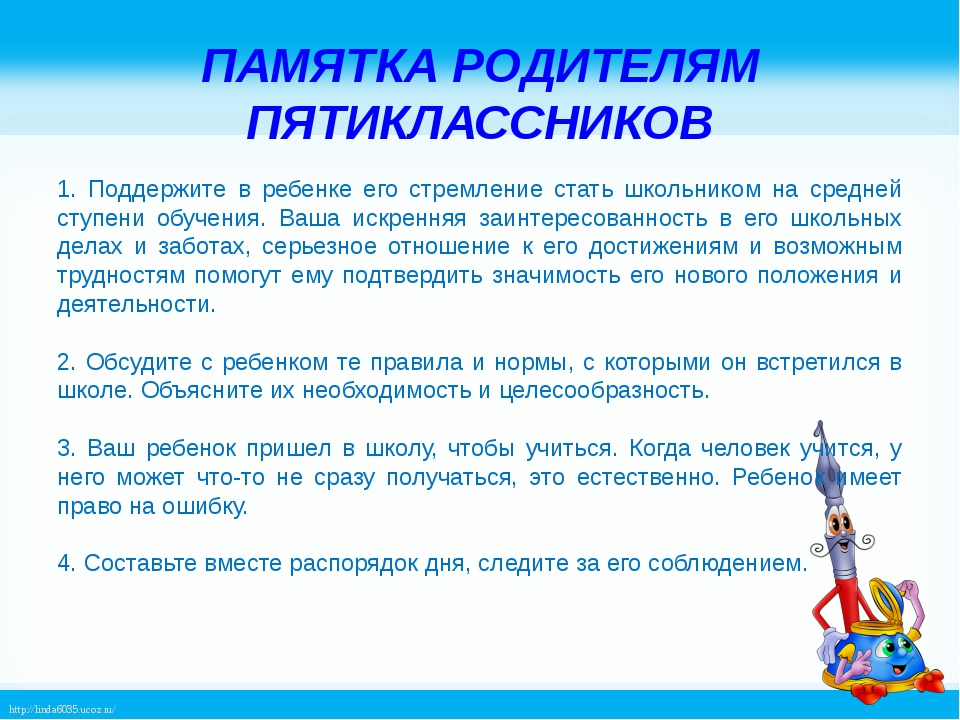 ПАМЯТКА РОДИТЕЛЯМ
ПЯТИКЛАССНИКОВ
1. Поддержите в ребенке его стремление стать школьником на средней
ступени обучения. Ваша искренняя заинтересованность в его школьных
делах и заботах, серьезное отношение к его достижениям и возможным
трудностям помогут ему подтвердить значимость его нового положения и
деятельности.
2. Обсудите с ребенком те правила и нормы, с которыми он встретился в
школе. Объясните их необходимость и целесообразность.
3. Ваш ребенок пришел в школу, чтобы учиться. Когда человек учится, у
него может что-то не сразу получаться, это естественно. Ребенок имеет
право на ошибку.
4. Составьте вместе распорядок дня, следите за его соблюдением.
http://linda6035.ucoz.ru/